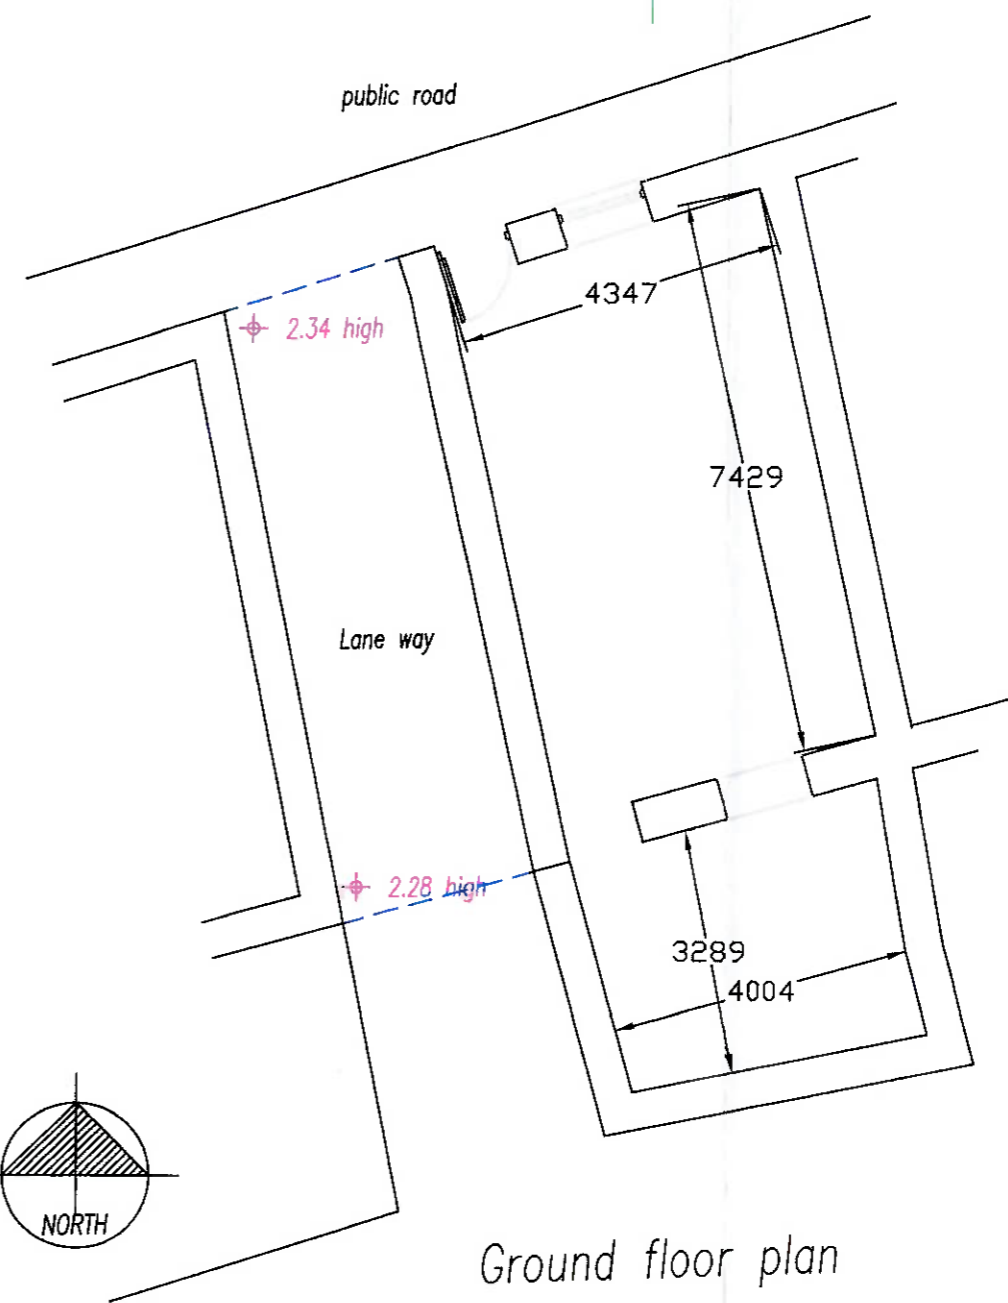 public road
4347
2.34 high
7429
Lane way
2.28 high
3289
4004
NORTH
Ground floor plan